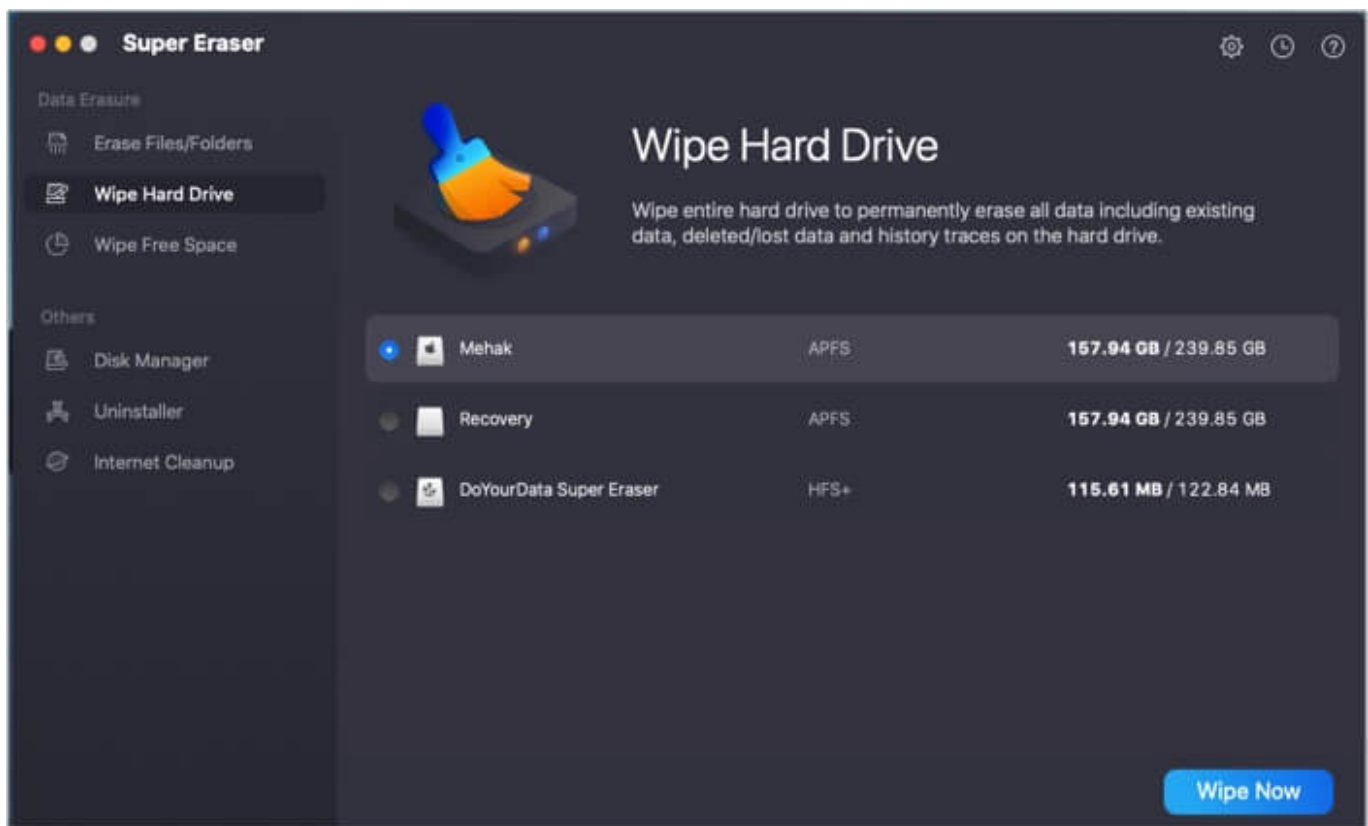 Super Eraser
Data Erasure
Erase Files/Folders
Wipe Hard Drive
Wipe Free Space
Others
Disk Manager
Uninstaller
Internet Cleanup
Wipe Hard Drive
Wipe entire hard drive to permanently erase all data including existing
data, deleted/lost data and history traces on the hard drive.
Mehak APFS 157.94 GB / 239.85 GB
Recovery APFS 157.94 GB / 239.85 GB
DoYourData Super Eraser HFS+ 115.61 MB / 122.84 MB
Wipe Now